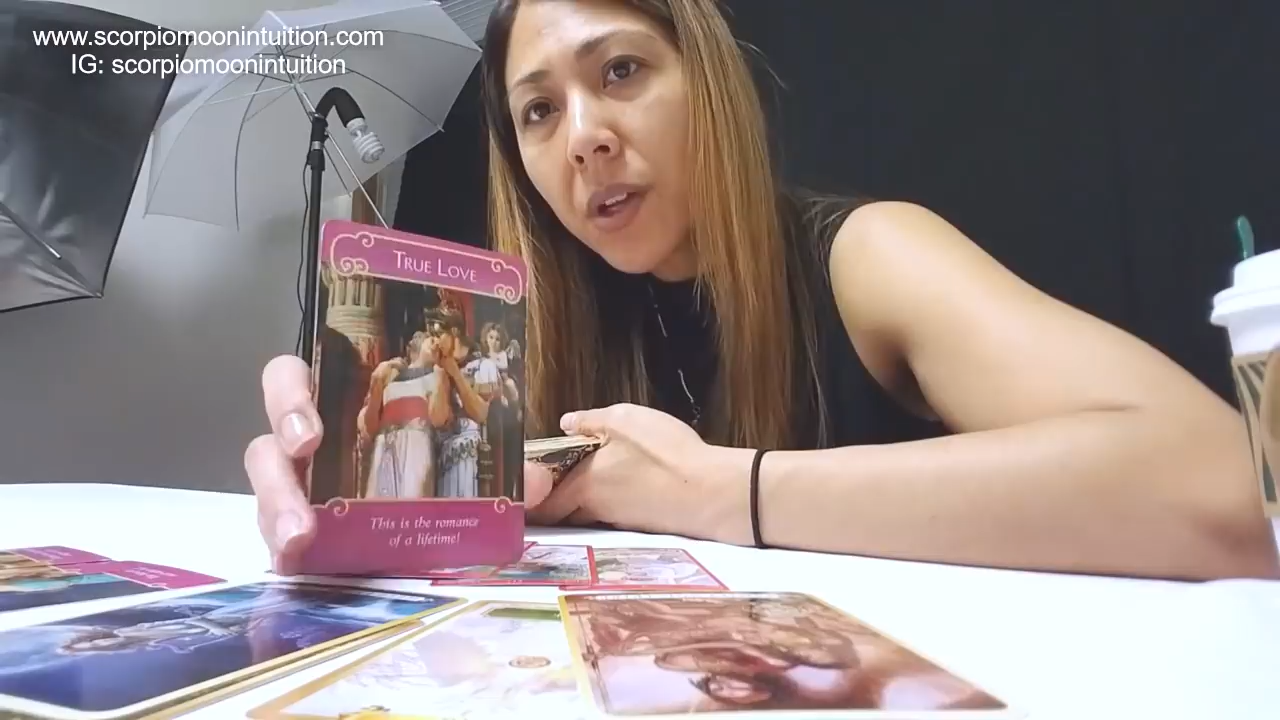 www.scorpiomoonintuition.com
IG: scorpiomoonintuition
TRUE LOVE
This is the romance
of a lifetime!